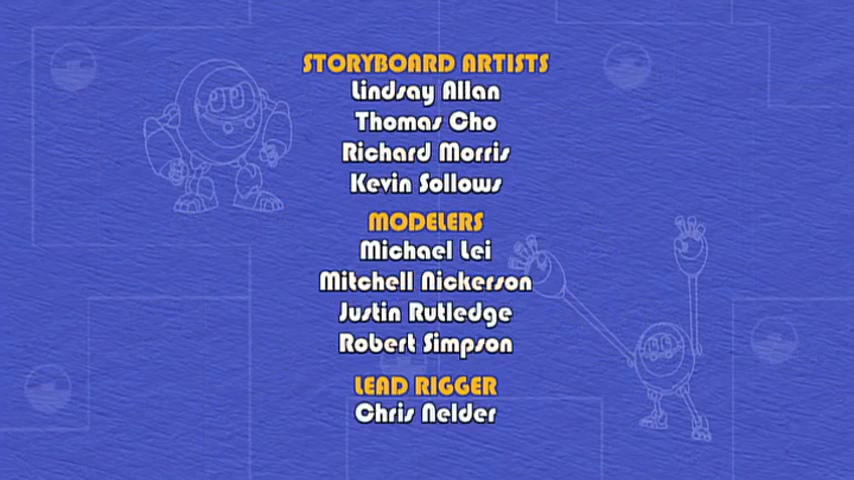 STORYBOARD ARTISTS
Lindsay Allan
Thomas Cho
Richard Morris
Kevin Sollows
MODELERS
Michael Lei
Mitchell Nickerson
Justin Rutledge
Robert Simpson
LEAD RIGGER
Chris Nelder